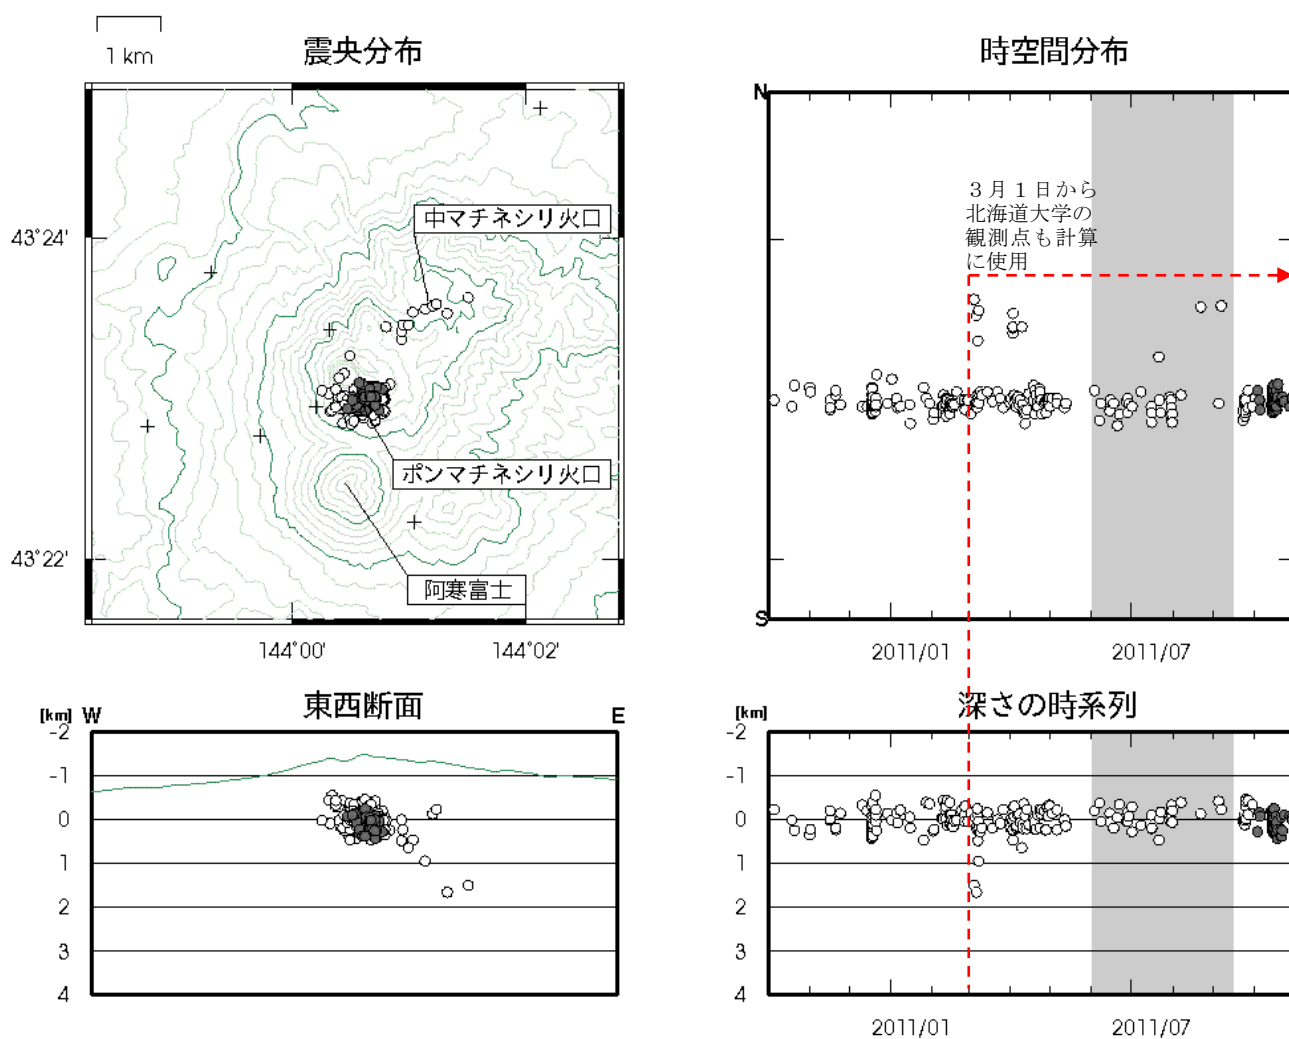 1 km
震央分布
中マチネシリ火口
43°24'
ポンマチネシリ火口
43°22'
阿寒富士
144°00'
144°02'
時空間分布
N
３月１日から
北海道大学の
観測点も計算
に使用
S
2011/01
2011/07
東西断面
[km]
W
E
-2
-1
0
1
2
3
4
深さの時系列
[km]
-2
-1
0
1
2
3
4
2011/01
2011/07